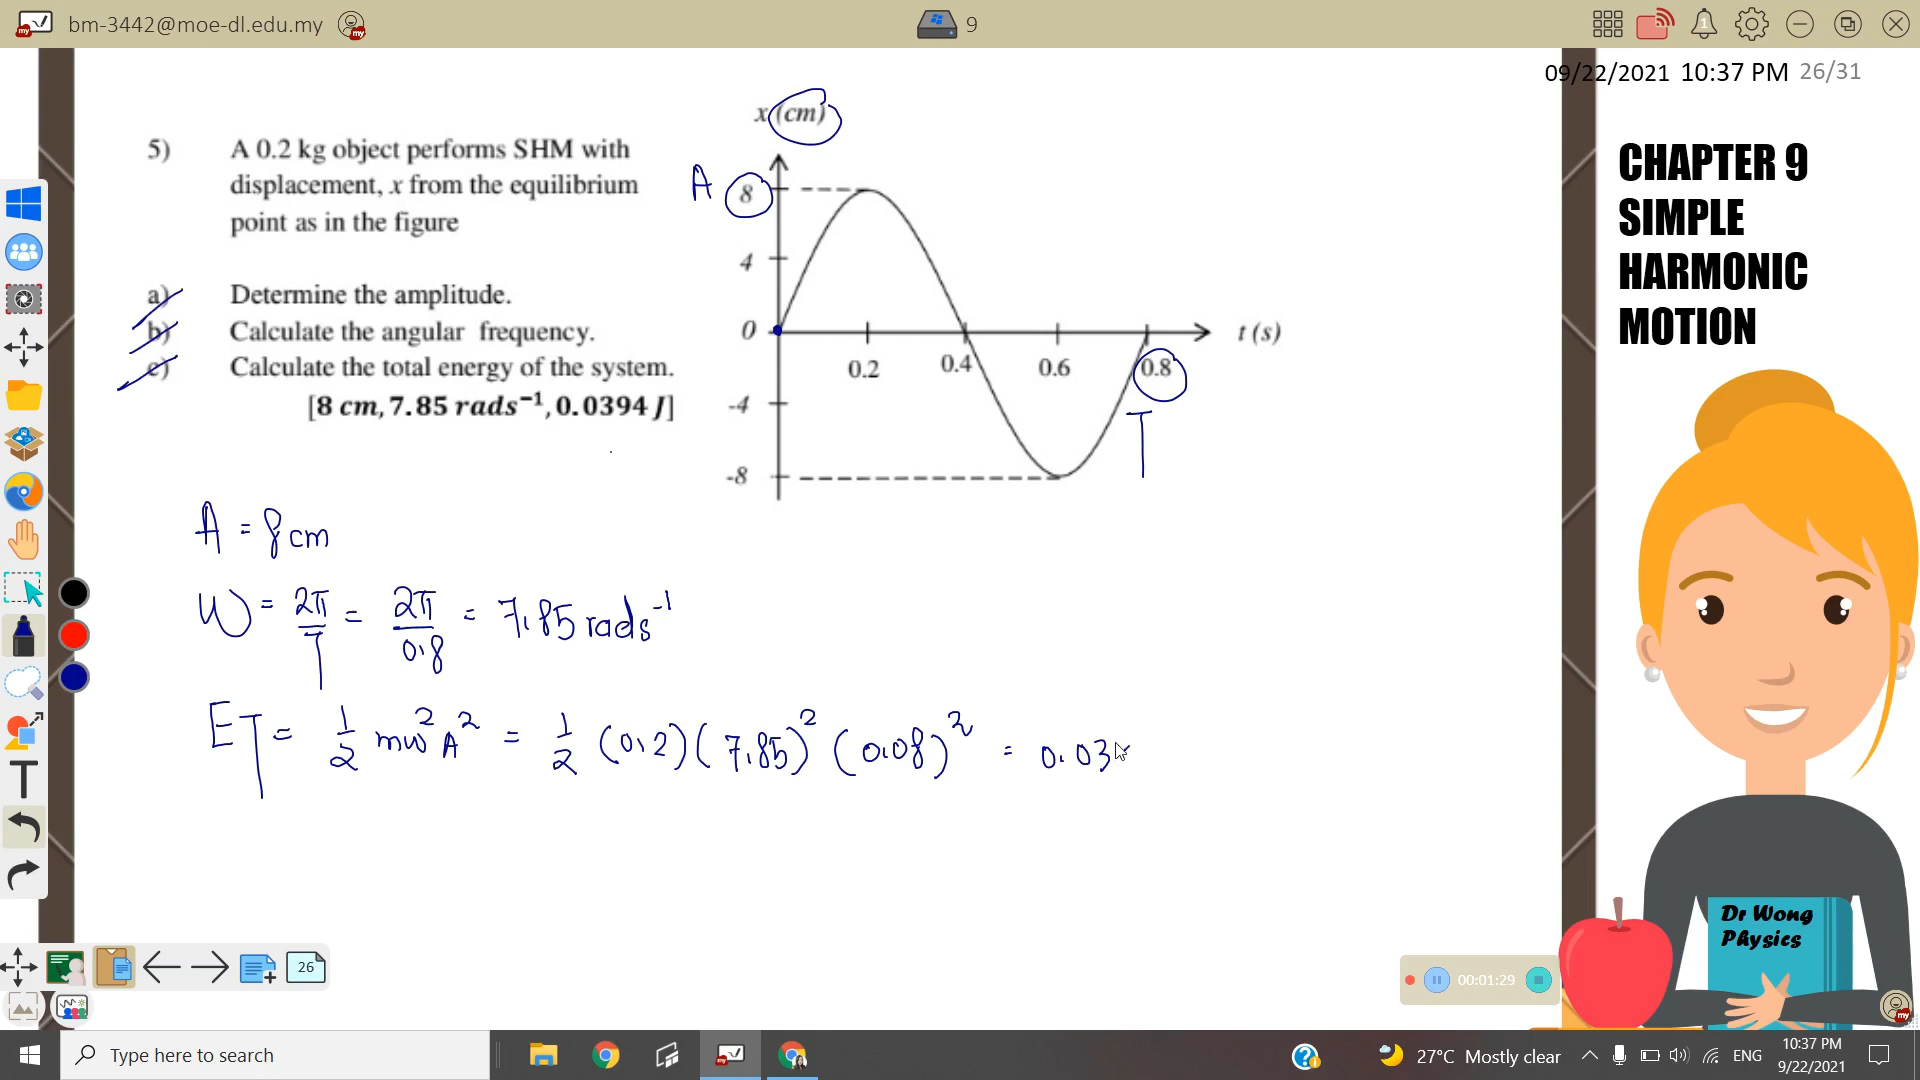 bm-3442@moe-dl.edu.my
9
09/22/2021 10:37 PM 26/31
x (cm)
5) A 0.2 kg object performs SHM with
displacement, x from the equilibrium
point as in the figure
a) Determine the amplitude.
b) Calculate the angular frequency.
c) Calculate the total energy of the system.
[8 cm, 7.85 rads⁻¹, 0.0394 J]
A 8
4
0
-4
-8
0.2 0.4 0.6 0.8
t (s)
T
A = 8 cm
ω = 2π/T = 2π/0.8 = 7.85 rads⁻¹
E_T = 1/2 mω²A² = 1/2 (0.2)(7.85)²(0.08)² = 0.03
CHAPTER 9
SIMPLE
HARMONIC
MOTION
Dr Wong
Physics
T
26
00:01:29
Type here to search
27°C Mostly clear
ENG
10:37 PM
9/22/2021